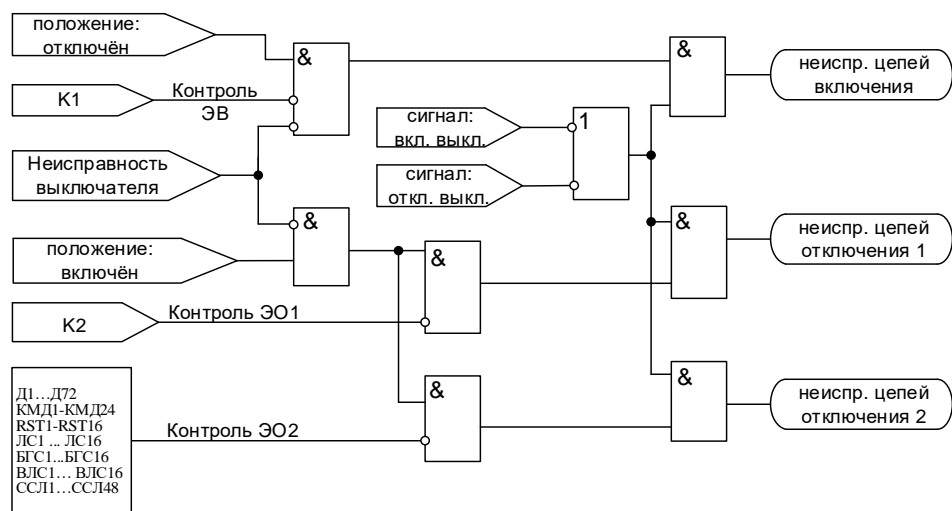 положение:
отключён
&
K1
Контроль
ЭВ
Неисправность
выключателя
&
положение:
включён
K2
Контроль ЭО1
&
Д1...Д72
КМД1-КМД24
RST1-RST16
ЛС1 ... ЛС16
БГС1...БГС16
ВЛС1... ВЛС16
ССЛ1...ССЛ48
Контроль ЭО2
&
сигнал:
вкл. выкл.
сигнал:
откл. выкл.
1
&
неиспр. цепей
включения
&
неиспр. цепей
отключения 1
&
неиспр. цепей
отключения 2